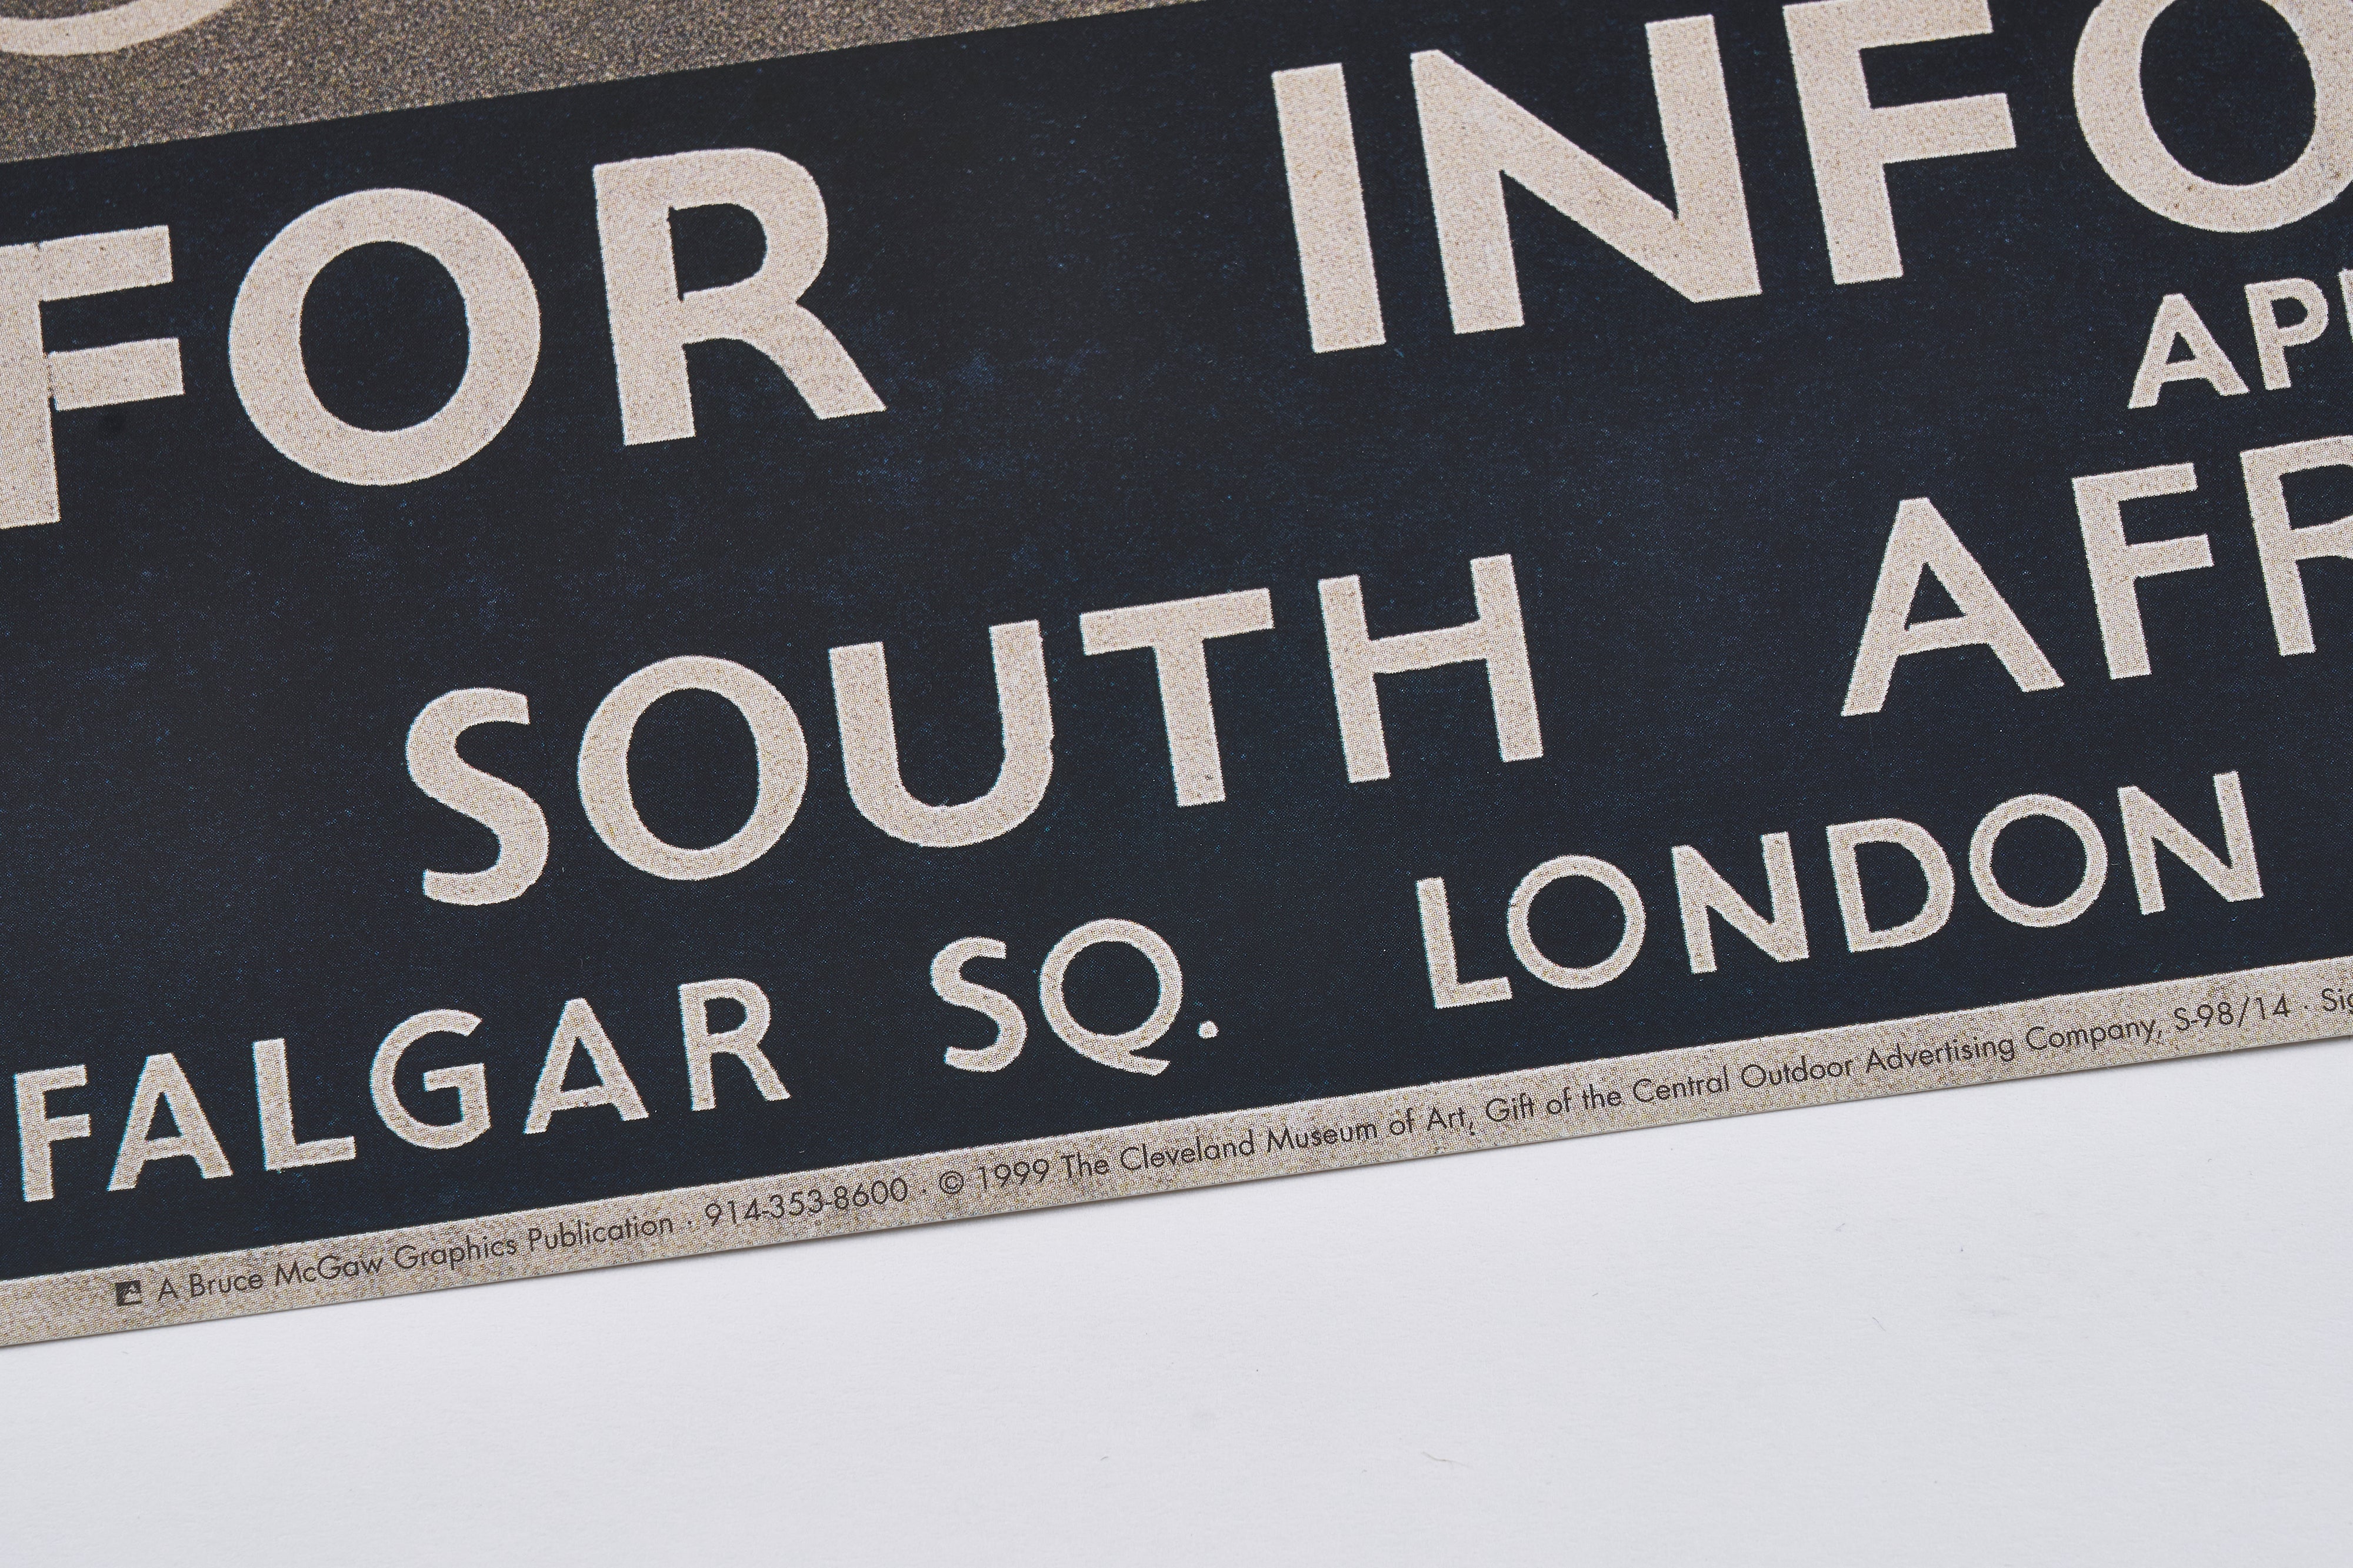 FOR INFO
APP
SOUTH AFR
FALGAR SQ. LONDON
A Bruce McGaw Graphics Publication · 914-353-8600 · © 1999 The Cleveland Museum of Art, Gift of the Central Outdoor Advertising Company, S-98/14 · Sig